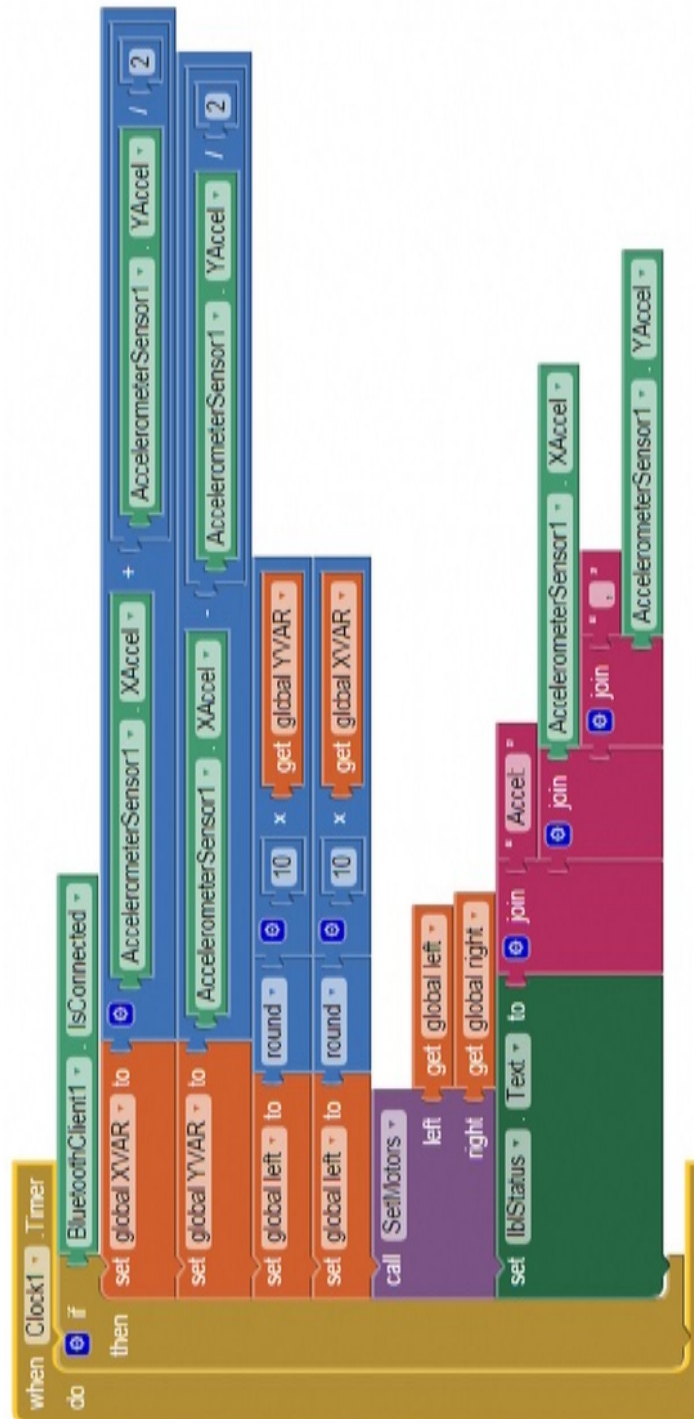 when Clock1 .Timer
do if BluetoothClient1 . IsConnected
then set global XVAR to AccelerometerSensor1 . XAccel + AccelerometerSensor1 . YAccel / 2
set global YVAR to AccelerometerSensor1 . XAccel - AccelerometerSensor1 . YAccel / 2
set global left to round 10 x get global YVAR
set global left to round 10 x get global XVAR
call SetMotors
left get global left
right get global right
set lblStatus . Text to join " Accel: "
join AccelerometerSensor1 . XAccel
join " , "
AccelerometerSensor1 . YAccel